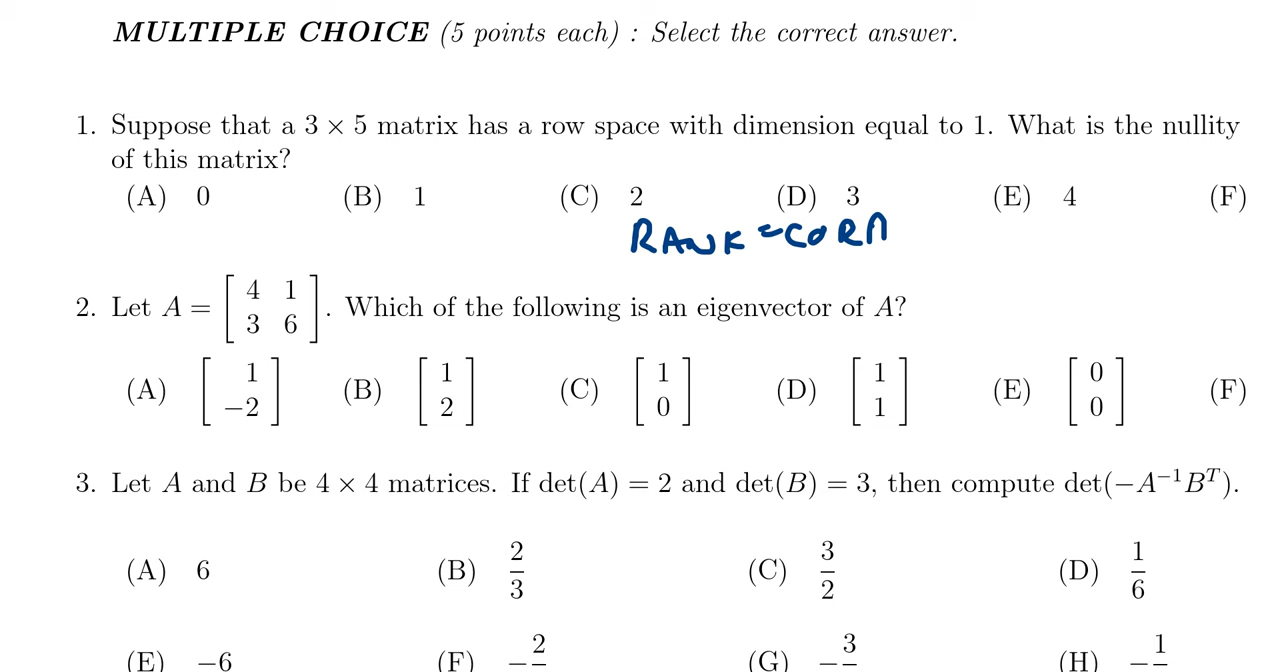 MULTIPLE CHOICE (5 points each) : Select the correct answer.
1. Suppose that a 3 × 5 matrix has a row space with dimension equal to 1. What is the nullity
of this matrix?
(A) 0 (B) 1 (C) 2 (D) 3 (E) 4 (F)
RANK = CORA
2. Let A = [ 4 1 ; 3 6 ]. Which of the following is an eigenvector of A?
(A) [ 1 ; −2 ] (B) [ 1 ; 2 ] (C) [ 1 ; 0 ] (D) [ 1 ; 1 ] (E) [ 0 ; 0 ] (F)
3. Let A and B be 4 × 4 matrices. If det(A) = 2 and det(B) = 3, then compute det(−A⁻¹Bᵀ).
(A) 6 (B) 2/3 (C) 3/2 (D) 1/6
(E) −6 (F) −2/ (G) −3/ (H) −1/